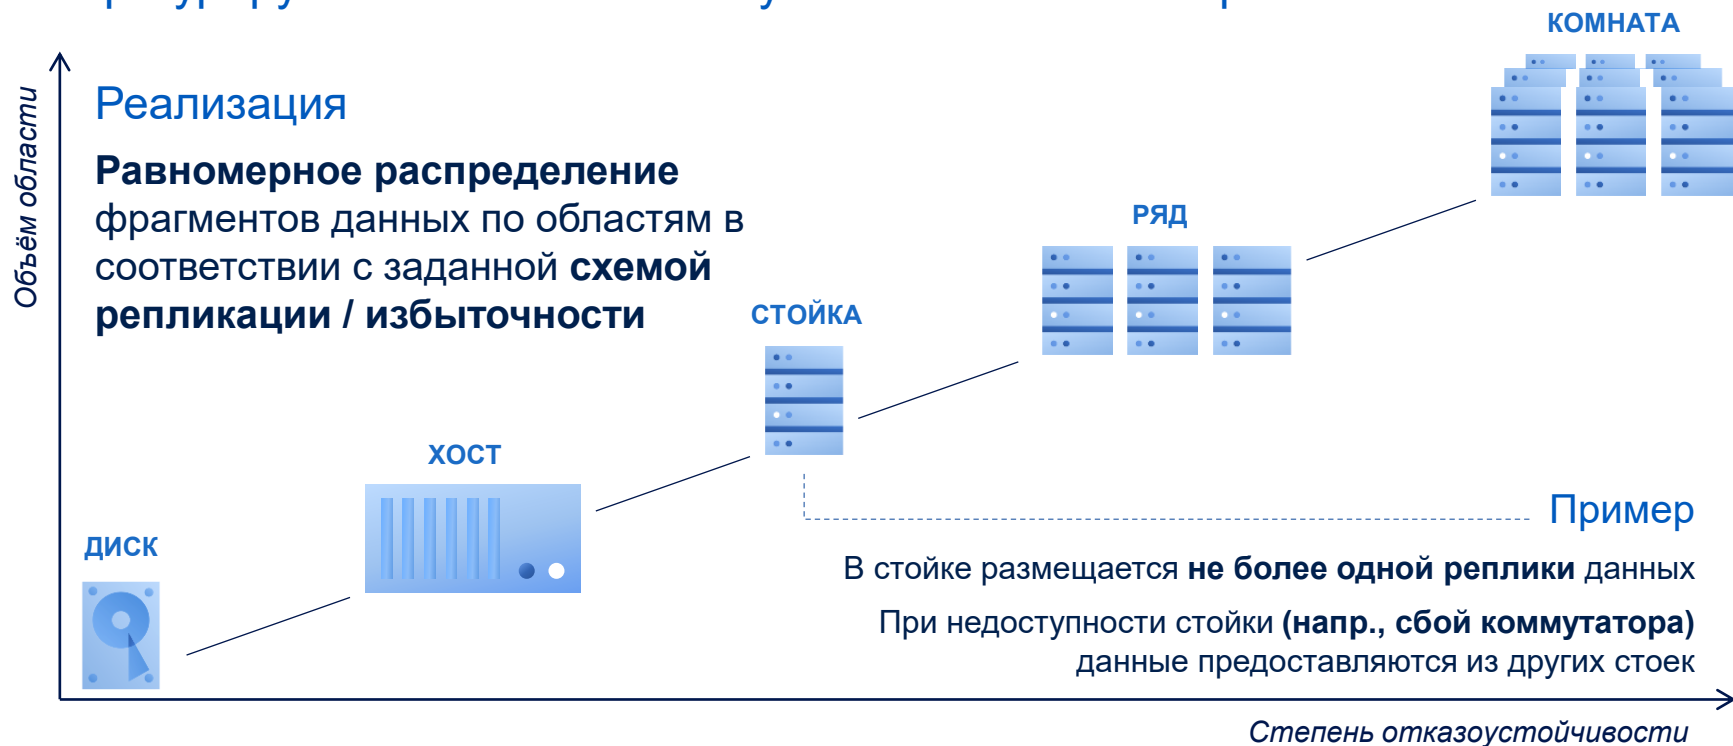 КОМНАТА
Объём области
Реализация
Равномерное распределение
фрагментов данных по областям в
соответствии с заданной схемой
репликации / избыточности
РЯД
СТОЙКА
ХОСТ
ДИСК
Пример
В стойке размещается не более одной реплики данных
При недоступности стойки (напр., сбой коммутатора)
данные предоставляются из других стоек
Степень отказоустойчивости